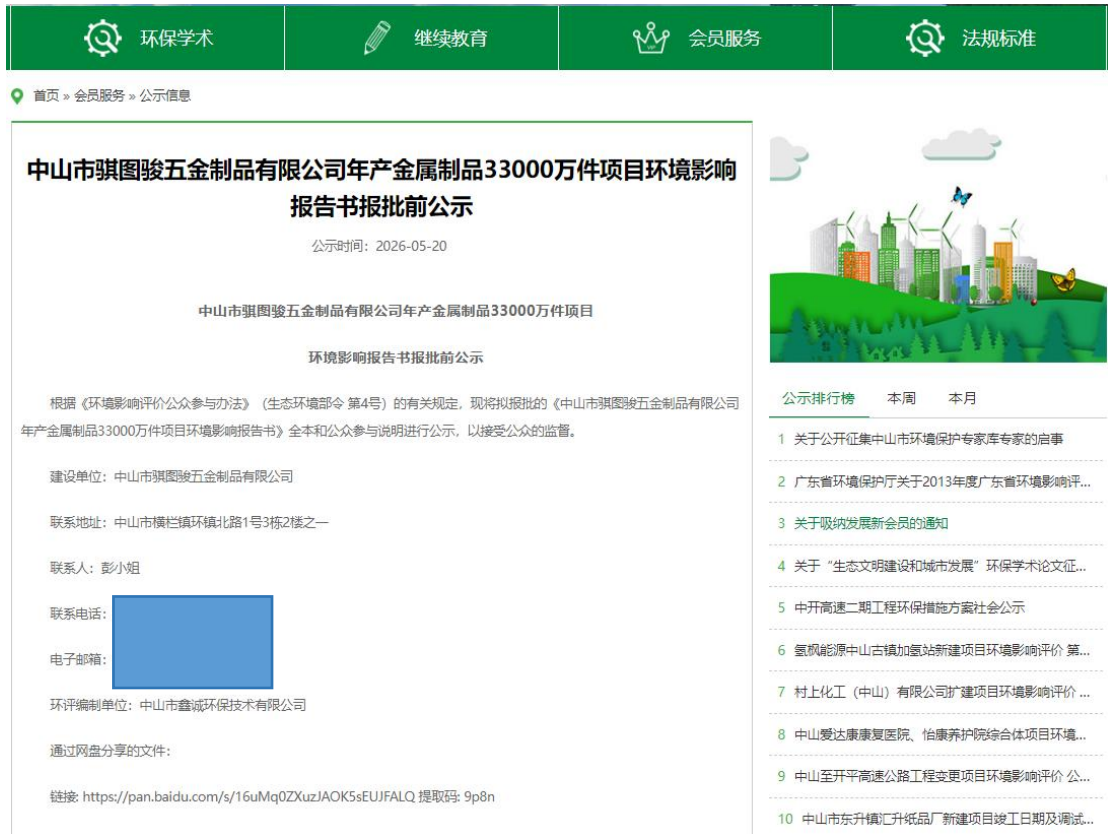 环保学术
继续教育
会员服务
法规标准
首页 » 会员服务 » 公示信息
中山市骐图骏五金制品有限公司年产金属制品33000万件项目环境影响
报告书报批前公示
公示时间：2026-05-20
中山市骐图骏五金制品有限公司年产金属制品33000万件项目
环境影响报告书报批前公示
根据《环境影响评价公众参与办法》（生态环境部令 第4号）的有关规定，现将拟报批的《中山市骐图骏五金制品有限公司
年产金属制品33000万件项目环境影响报告书》全本和公众参与说明进行公示，以接受公众的监督。
建设单位：中山市骐图骏五金制品有限公司
联系地址：中山市横栏镇环镇北路1号3栋2楼之一
联系人：彭小姐
联系电话：
电子邮箱：
环评编制单位：中山市鑫诚环保技术有限公司
通过网盘分享的文件：
链接: https://pan.baidu.com/s/16uMq0ZXuzJAOK5sEUJFALQ 提取码: 9p8n
公示排行榜 本周 本月
1 关于公开征集中山市环境保护专家库专家的启事
2 广东省环境保护厅关于2013年度广东省环境影响评...
3 关于吸纳发展新会员的通知
4 关于“生态文明建设和城市发展”环保学术论文征...
5 中开高速二期工程环保措施方案社会公示
6 氢枫能源中山古镇加氢站新建项目环境影响评价 第...
7 村上化工（中山）有限公司扩建项目环境影响评价 ...
8 中山爱达康康复医院、怡康养护院综合体项目环境...
9 中山至开平高速公路工程变更项目环境影响评价 公...
10 中山市东升镇汇升纸品厂新建项目竣工日期及调试...